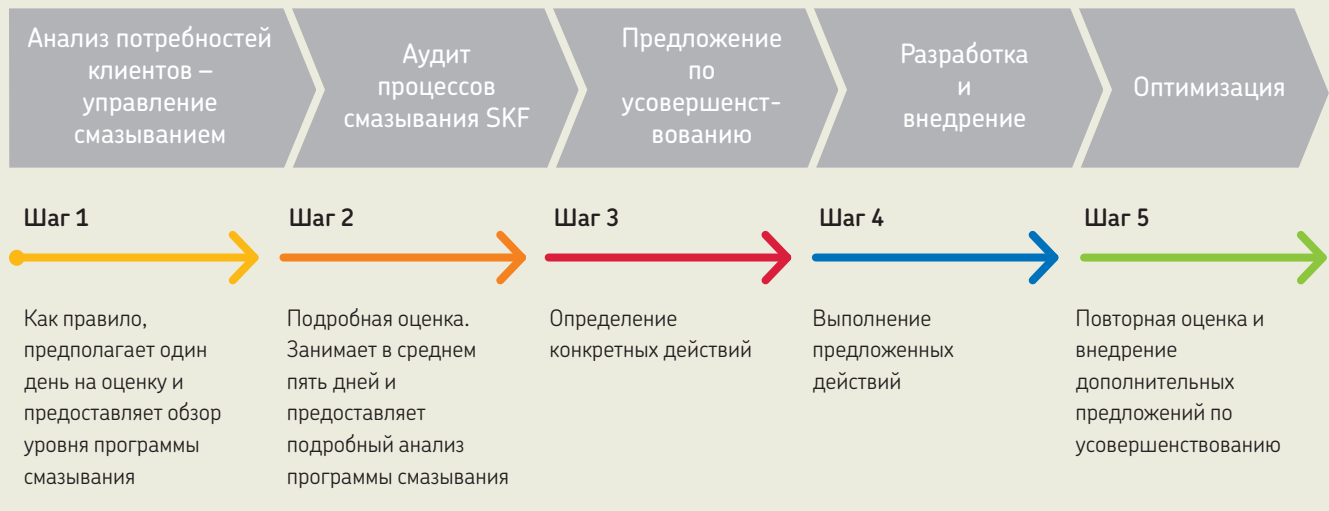 Анализ потребностей
клиентов –
управление
смазыванием
Аудит
процессов
смазывания SKF
Предложение
по
усовершенст-
вованию
Разработка
и
внедрение
Оптимизация
Шаг 1
Как правило,
предполагает один
день на оценку и
предоставляет обзор
уровня программы
смазывания
Шаг 2
Подробная оценка.
Занимает в среднем
пять дней и
предоставляет
подробный анализ
программы смазывания
Шаг 3
Определение
конкретных действий
Шаг 4
Выполнение
предложенных
действий
Шаг 5
Повторная оценка и
внедрение
дополнительных
предложений по
усовершенствованию